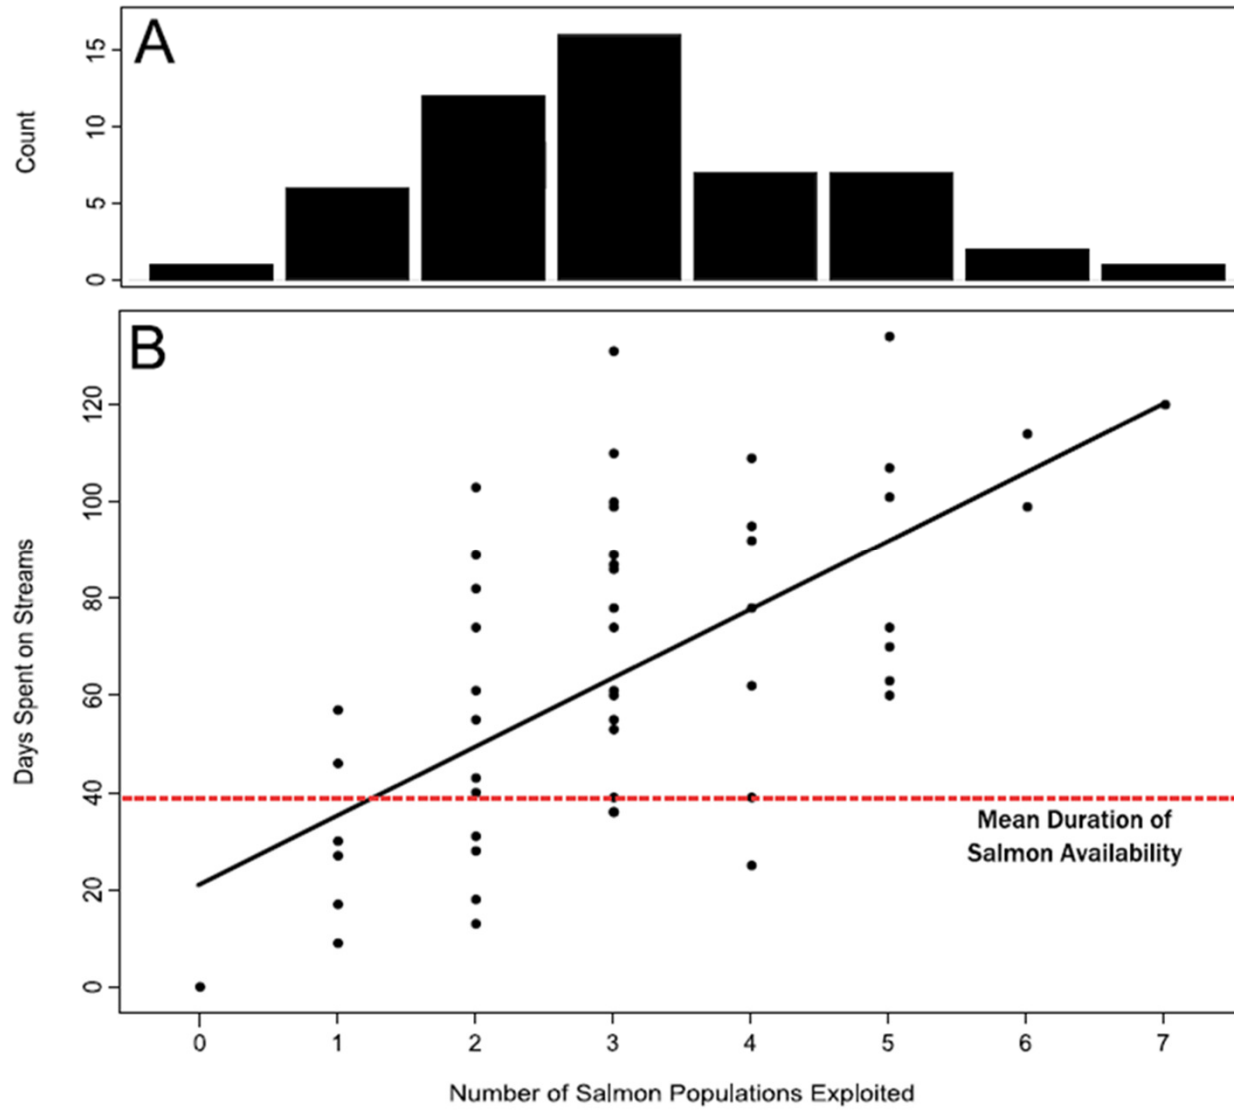 A
15
10
5
0
Count
B
120
100
80
60
40
20
0
Days Spent on Streams
Mean Duration of
Salmon Availability
0 1 2 3 4 5 6 7
Number of Salmon Populations Exploited